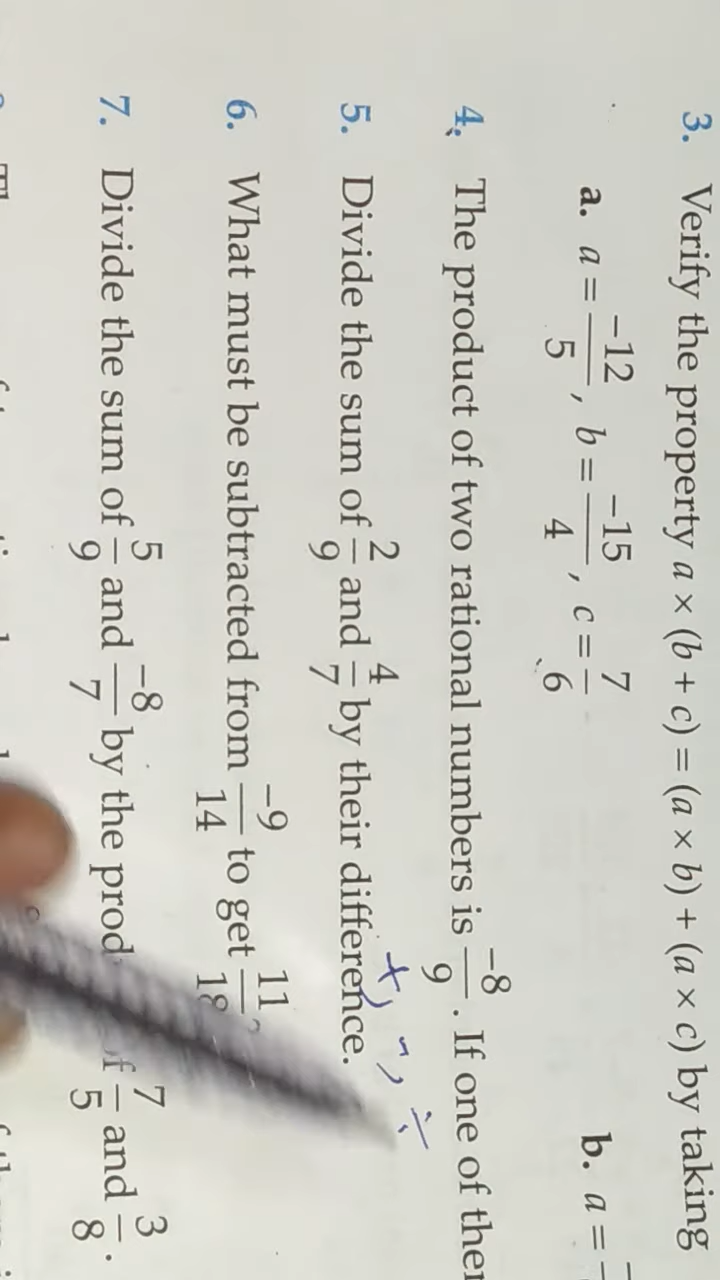 3. Verify the property a × (b + c) = (a × b) + (a × c) by taking
a. a = -12/5, b = -15/4, c = 7/6 b. a =
4. The product of two rational numbers is -8/9. If one of
5. Divide the sum of 2/9 and 4/7 by their difference.
+, -, ÷
6. What must be subtracted from -9/14 to get
7. Divide the sum of 5/9 and -8/7 by the 7/5 and 3/8.